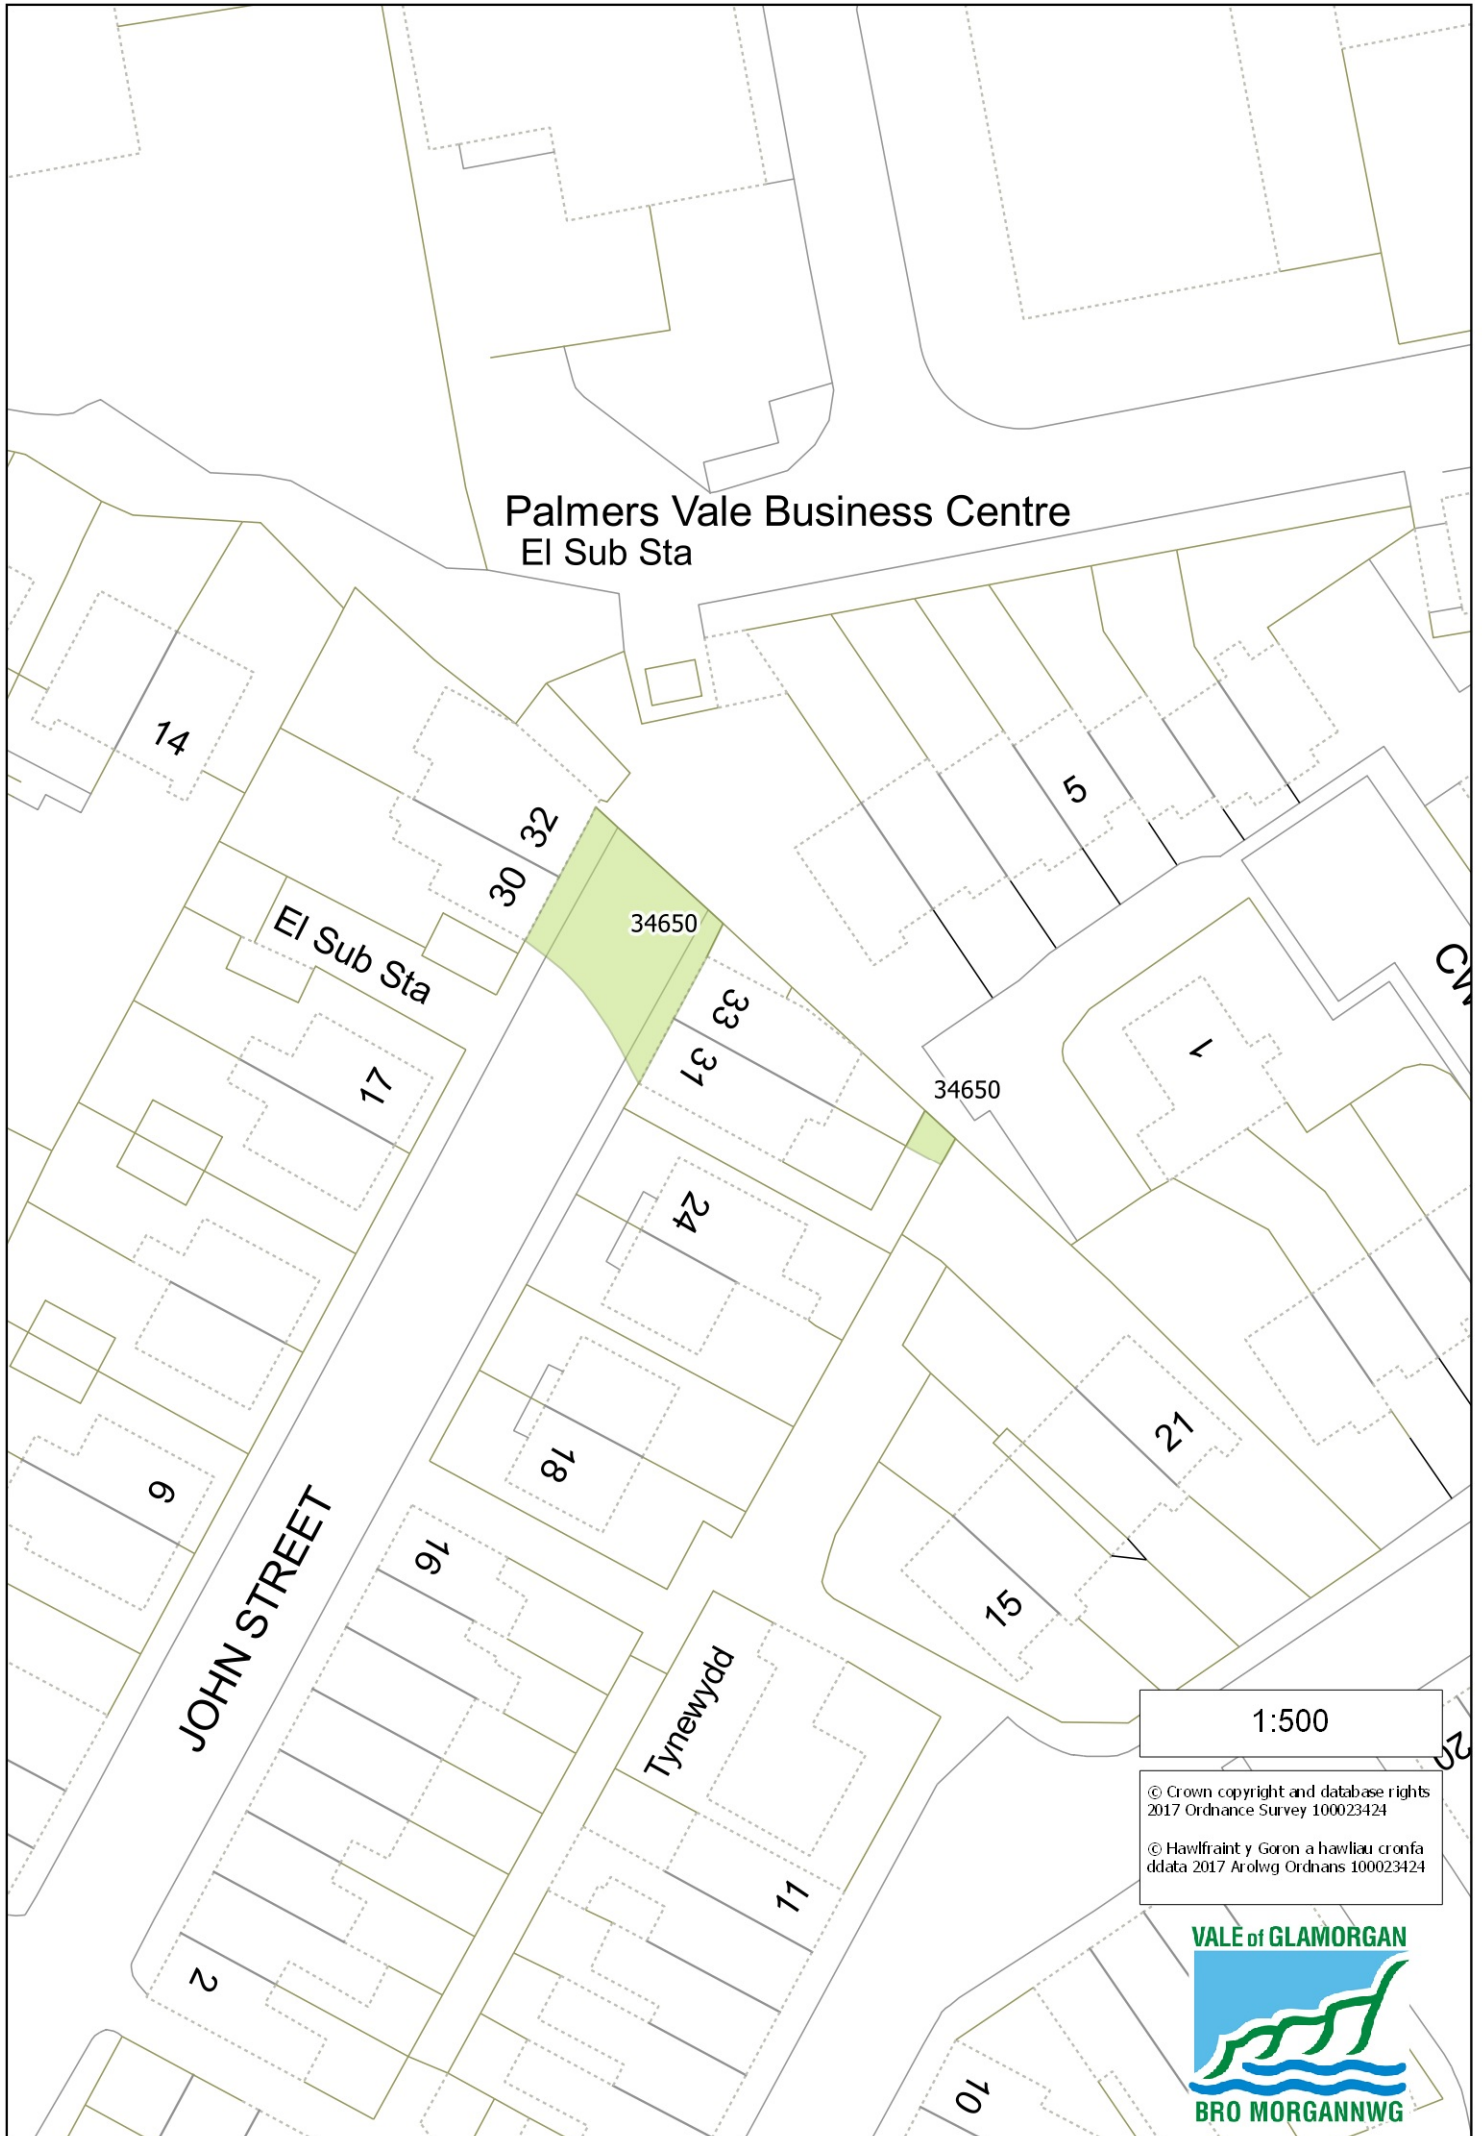 Palmers Vale Business Centre
El Sub Sta
14
32
30
5
34650
El Sub Sta
33
31
34650
1
17
24
21
18
9
16
15
JOHN STREET
Tynewydd
1:500
20
© Crown copyright and database rights
2017 Ordnance Survey 100023424
© Hawlfraint y Goron a hawliau cronfa
ddata 2017 Arolwg Ordnans 100023424
11
2
10
VALE of GLAMORGAN
BRO MORGANNWG